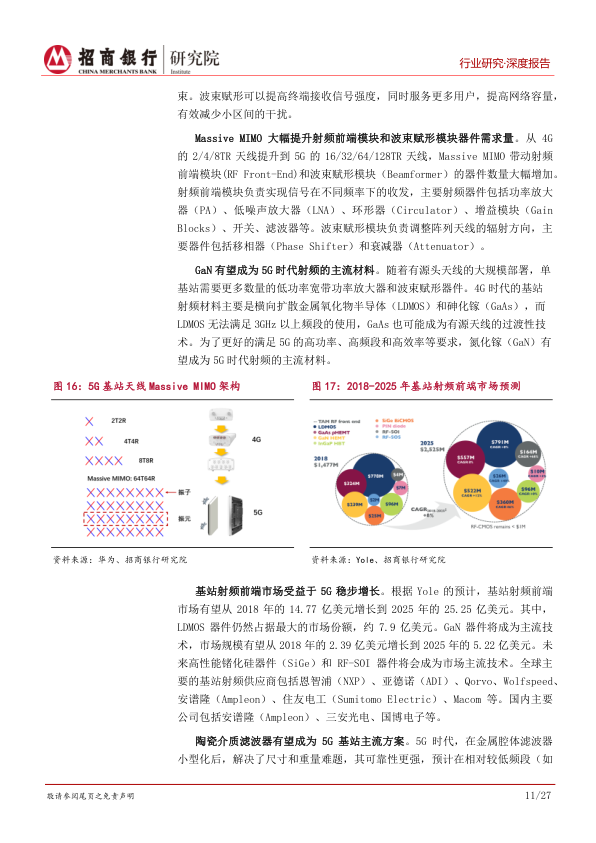 招商银行 研究院
CHINA MERCHANTS BANK Institute
行业研究·深度报告
束。波束赋形可以提高终端接收信号强度，同时服务更多用户，提高网络容量，
有效减少小区间的干扰。
Massive MIMO 大幅提升射频前端模块和波束赋形模块器件需求量。从 4G
的 2/4/8TR 天线提升到 5G 的 16/32/64/128TR 天线，Massive MIMO 带动射频
前端模块(RF Front-End)和波束赋形模块（Beamformer）的器件数量大幅增加。
射频前端模块负责实现信号在不同频率下的收发，主要射频器件包括功率放大
器（PA）、低噪声放大器（LNA）、环形器（Circulator）、增益模块（Gain
Blocks）、开关、滤波器等。波束赋形模块负责调整阵列天线的辐射方向，主
要器件包括移相器（Phase Shifter）和衰减器（Attenuator）。
GaN 有望成为 5G 时代射频的主流材料。随着有源头天线的大规模部署，单
基站需要更多数量的低功率宽带功率放大器和波束赋形器件。4G 时代的基站
射频材料主要是横向扩散金属氧化物半导体（LDMOS）和砷化镓（GaAs），而
LDMOS 无法满足 3GHz 以上频段的使用，GaAs 也可能成为有源天线的过渡性技
术。为了更好的满足 5G 的高功率、高频段和高效率等要求，氮化镓（GaN）有
望成为 5G 时代射频的主流材料。
图 16：5G 基站天线 Massive MIMO 架构
2T2R
4T4R
8T8R
Massive MIMO: 64T64R
振子
振元
4G
5G
资料来源：华为、招商银行研究院
图 17：2018-2025 年基站射频前端市场预测
TAM RF front end
LDMOS
GaAs pHEMT
GaN HEMT
InGaP HBT
SiGe BiCMOS
PIN diode
RF-SOI
RF-SOS
2018
$1,477M
2025
$2,525M
$778M
$324M
$239M
$96M
$791M
$557M
$522M
$360M
$168M
$96M
CAGR 2018-2025
+8%
RF-CMOS remains < $1M
资料来源：Yole、招商银行研究院
基站射频前端市场受益于 5G 稳步增长。根据 Yole 的预计，基站射频前端
市场有望从 2018 年的 14.77 亿美元增长到 2025 年的 25.25 亿美元。其中，
LDMOS 器件仍然占据最大的市场份额，约 7.9 亿美元。GaN 器件将成为主流技
术，市场规模有望从 2018 年的 2.39 亿美元增长到 2025 年的 5.22 亿美元。未
来高性能锗化硅器件（SiGe）和 RF-SOI 器件将会成为市场主流技术。全球主
要的基站射频供应商包括恩智浦（NXP）、亚德诺（ADI）、Qorvo、Wolfspeed、
安谱隆（Ampleon）、住友电工（Sumitomo Electric）、Macom 等。国内主要
公司包括安谱隆（Ampleon）、三安光电、国博电子等。
陶瓷介质滤波器有望成为 5G 基站主流方案。5G 时代，在金属腔体滤波器
小型化后，解决了尺寸和重量难题，其可靠性更强，预计在相对较低频段（如
敬请参阅尾页之免责声明
11/27